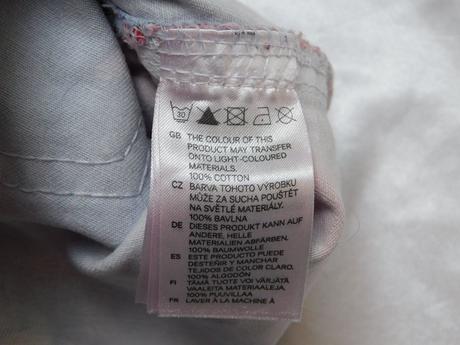 30
GB THE COLOUR OF THIS
PRODUCT MAY TRANSFER
ONTO LIGHT-COLOURED
MATERIALS.
100% COTTON
CZ BARVA TOHOTO VÝROBKU
MŮŽE ZA SUCHA POUŠTĚT
NA SVĚTLÉ MATERIÁLY.
100% BAVLNA
DE DIESES PRODUKT KANN AUF
ANDERE, HELLE
MATERIALIEN ABFÄRBEN.
100% BAUMWOLLE
ES ESTE PRODUCTO PUEDE
DESTEÑIR Y MANCHAR
TEJIDOS DE COLOR CLARO.
100% ALGODÓN
FI TÄMÄ TUOTE VOI VÄRJÄTÄ
VAALEITA MATERIAALEJA.
100% PUUVILLAA
FR LAVER À LA MACHINE À